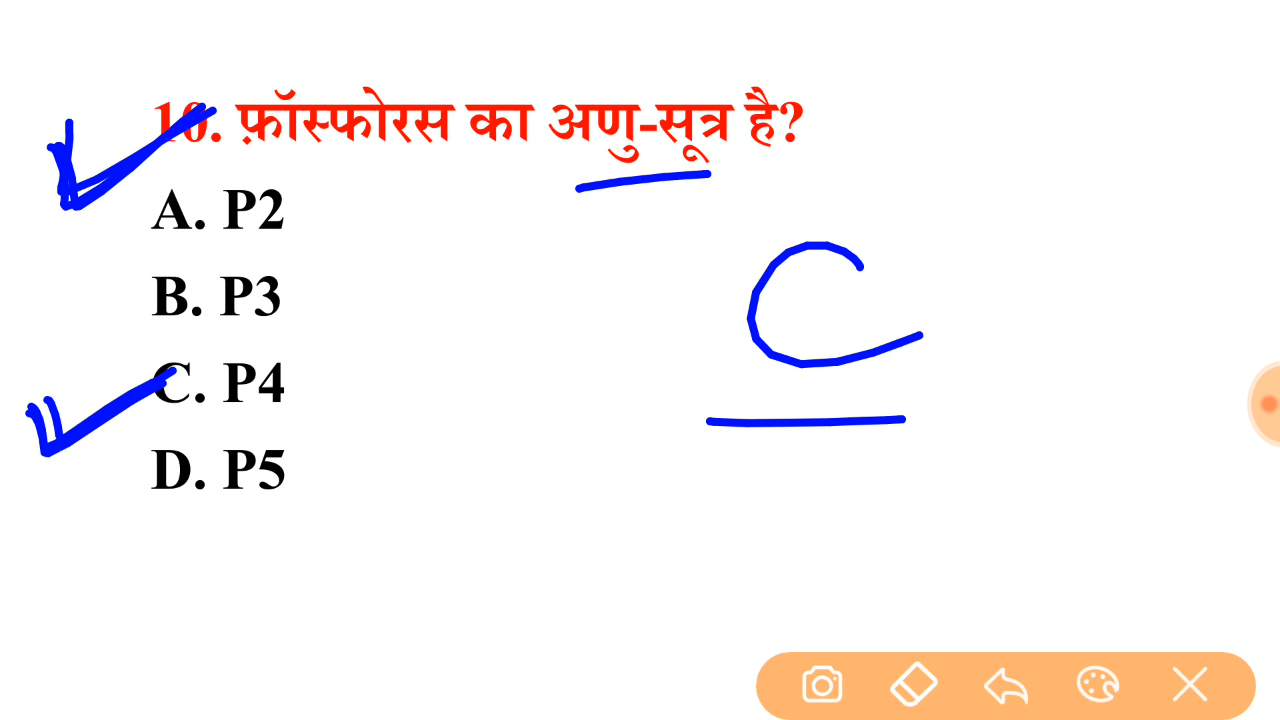 10. फ़ॉस्फोरस का अणु-सूत्र है?
A. P2
B. P3
C. P4
D. P5
C